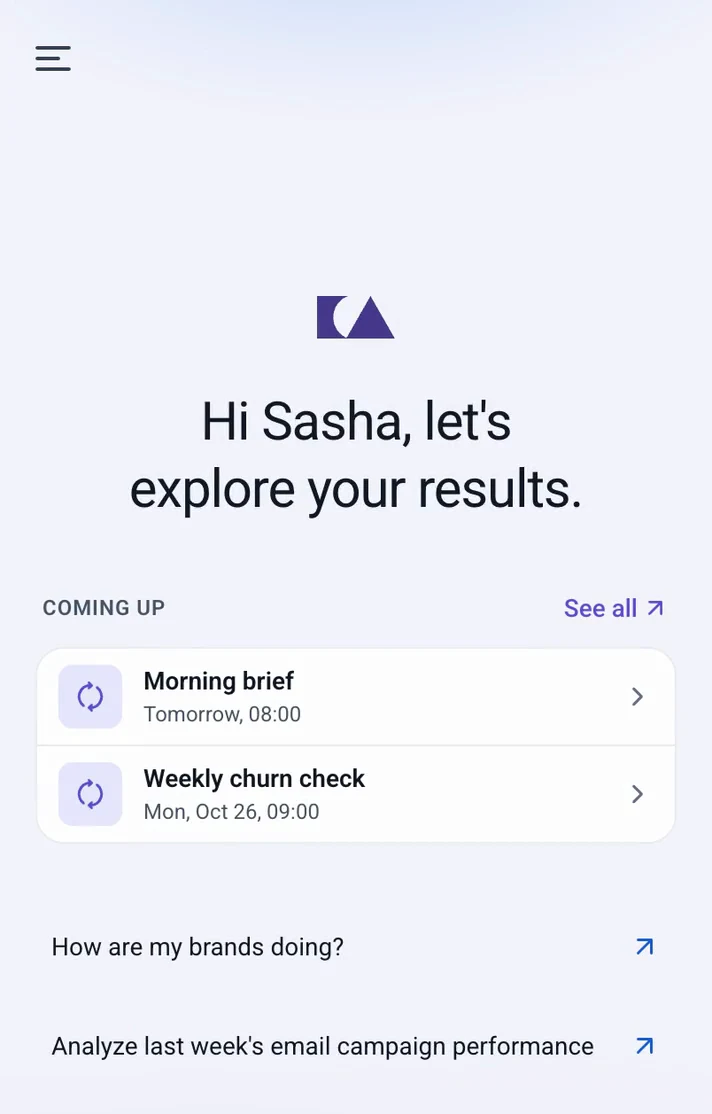 Hi Sasha, let's
explore your results.
COMING UP
See all
Morning brief
Tomorrow, 08:00
Weekly churn check
Mon, Oct 26, 09:00
How are my brands doing?
Analyze last week's email campaign performance